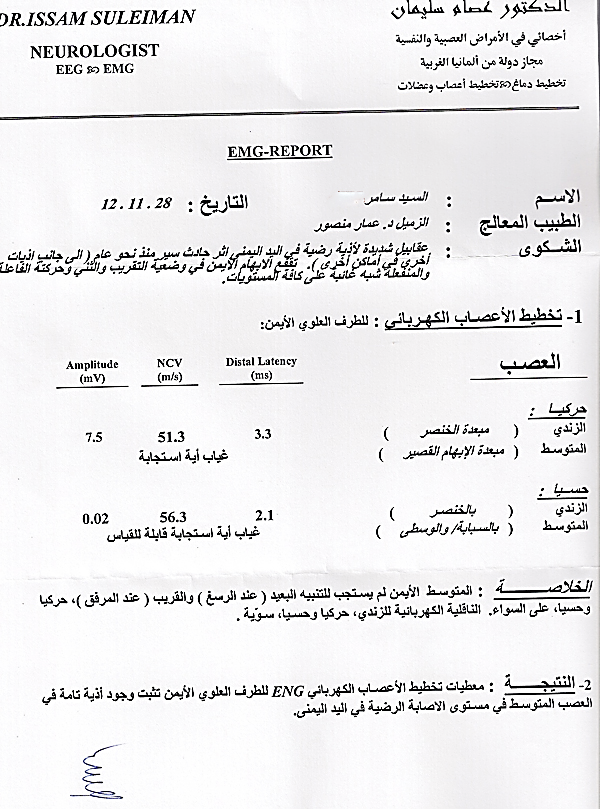 DR.ISSAM SULEIMAN
NEUROLOGIST
EEG EMG
الدكتور عصام سليمان
أخصائي في الأمراض العصبية والنفسية
مجاز دولة من ألمانيا الغربية
تخطيط دماغ تخطيط أعصاب وعضلات
EMG-REPORT
الاسم : السيد سامر التاريخ : 12.11.28
الطبيب المعالج : الزميل د. عمار منصور
الشكوى : عقابيل شديدة لأذية رضية في اليد اليمنى اثر حادث سير منذ نحو عام ( الى جانب اذيات
أخرى في أماكن أخرى ). تفقع الابهام الأيمن في وضعية التقريب والثني وحركته الفاعلة
والمنفعلة شبه غائبة على كافة المستويات.
1- تخطيط الأعصاب الكهربائي : للطرف العلوي الأيمن:
العصب Distal Latency (ms) NCV (m/s) Amplitude (mV)
حركيا :
الزندي ( مبعدة الخنصر ) 3.3 51.3 7.5
المتوسط ( مبعدة الإبهام القصير ) غياب أية استجابة
حسيا :
الزندي ( بالخنصر ) 2.1 56.3 0.02
المتوسط ( بالسبابة/ والوسطى ) غياب أية استجابة قابلة للقياس
الخلاصة : المتوسط الأيمن لم يستجب للتنبيه البعيد ( عند الرسغ ) والقريب ( عند المرفق )، حركيا
وحسيا، على السواء. الناقلية الكهربائية للزندي، حركيا وحسيا، سوّية .
2- النتيجة : معطيات تخطيط الأعصاب الكهربائي ENG للطرف العلوي الأيمن تثبت وجود أذية تامة في
العصب المتوسط في مستوى الاصابة الرضية في اليد اليمنى.